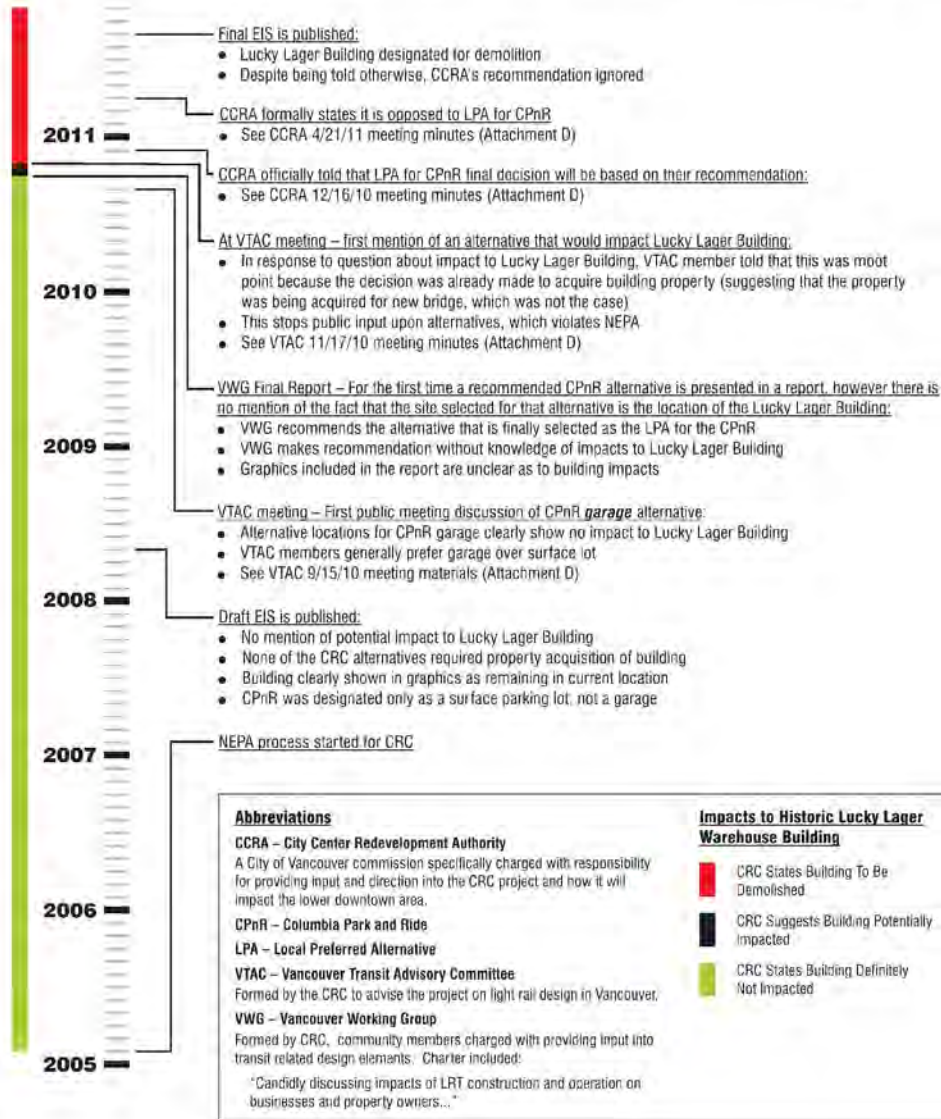 Final EIS is published:
• Lucky Lager Building designated for demolition
• Despite being told otherwise, CCRA's recommendation ignored
CCRA formally states it is opposed to LPA for CPnR
• See CCRA 4/21/11 meeting minutes (Attachment D)
2011
CCRA officially told that LPA for CPnR final decision will be based on their recommendation:
• See CCRA 12/16/10 meeting minutes (Attachment D)
At VTAC meeting – first mention of an alternative that would impact Lucky Lager Building:
• In response to question about impact to Lucky Lager Building, VTAC member told that this was moot
point because the decision was already made to acquire building property (suggesting that the property
was being acquired for new bridge, which was not the case)
• This stops public input upon alternatives, which violates NEPA
• See VTAC 11/17/10 meeting minutes (Attachment D)
2010
VWG Final Report – For the first time a recommended CPnR alternative is presented in a report, however there is
no mention of the fact that the site selected for that alternative is the location of the Lucky Lager Building:
• VWG recommends the alternative that is finally selected as the LPA for the CPnR
• VWG makes recommendation without knowledge of impacts to Lucky Lager Building
• Graphics included in the report are unclear as to building impacts
2009
VTAC meeting – First public meeting discussion of CPnR garage alternative:
• Alternative locations for CPnR garage clearly show no impact to Lucky Lager Building
• VTAC members generally prefer garage over surface lot
• See VTAC 9/15/10 meeting materials (Attachment D)
2008
Draft EIS is published:
• No mention of potential impact to Lucky Lager Building
• None of the CRC alternatives required property acquisition of building
• Building clearly shown in graphics as remaining in current location
• CPnR was designated only as a surface parking lot, not a garage
NEPA process started for CRC
2007
2006
2005
Abbreviations
CCRA – City Center Redevelopment Authority
A City of Vancouver commission specifically charged with responsibility
for providing input and direction into the CRC project and how it will
impact the lower downtown area.
CPnR – Columbia Park and Ride
LPA – Local Preferred Alternative
VTAC – Vancouver Transit Advisory Committee
Formed by the CRC to advise the project on light rail design in Vancouver.
VWG – Vancouver Working Group
Formed by CRC, community members charged with providing input into
transit related design elements. Charter included:
"Candidly discussing impacts of LRT construction and operation on
businesses and property owners..."
Impacts to Historic Lucky Lager
Warehouse Building
CRC States Building To Be
Demolished
CRC Suggests Building Potentially
Impacted
CRC States Building Definitely
Not Impacted